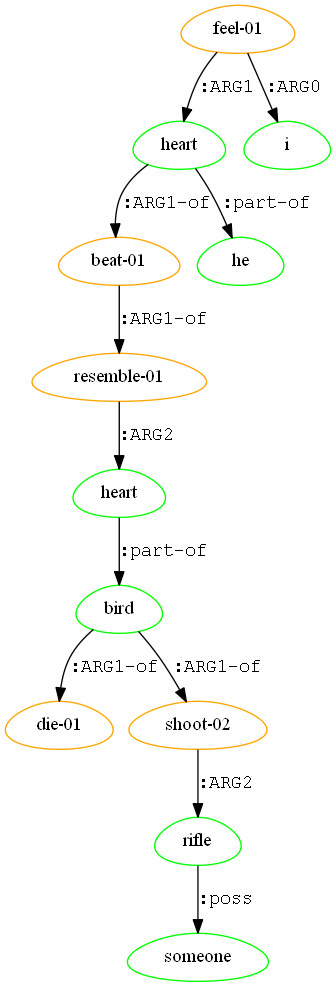 feel-01
:ARG1 :ARG0
heart i
:ARG1-of :part-of
beat-01 he
:ARG1-of
resemble-01
:ARG2
heart
:part-of
bird
:ARG1-of :ARG1-of
die-01 shoot-02
:ARG2
rifle
:poss
someone